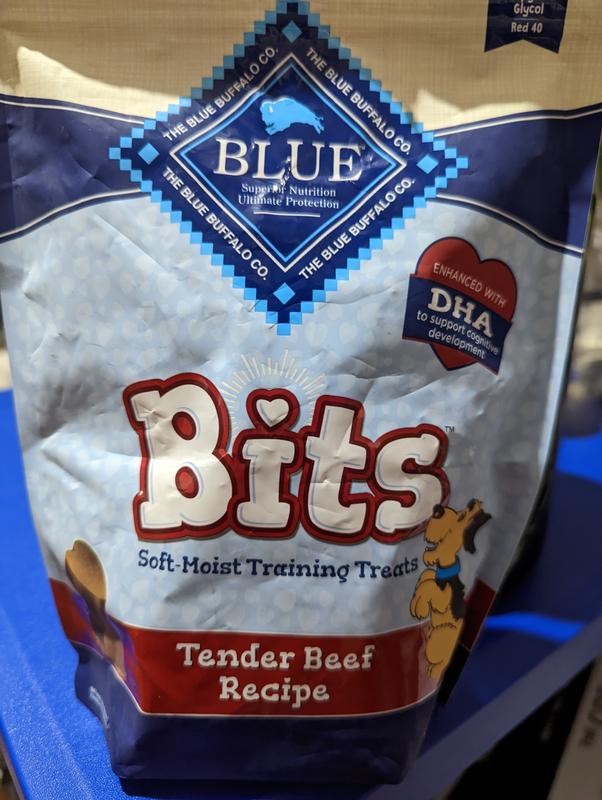 Glycol
Red 40
THE BLUE BUFFALO CO.
THE BLUE BUFFALO CO.
BLUE
Superior Nutrition
Ultimate Protection
THE BLUE BUFFALO CO.
THE BLUE BUFFALO CO.
ENHANCED WITH
DHA
to support cognitive
development
Bits™
Soft-Moist Training Treats
Tender Beef
Recipe